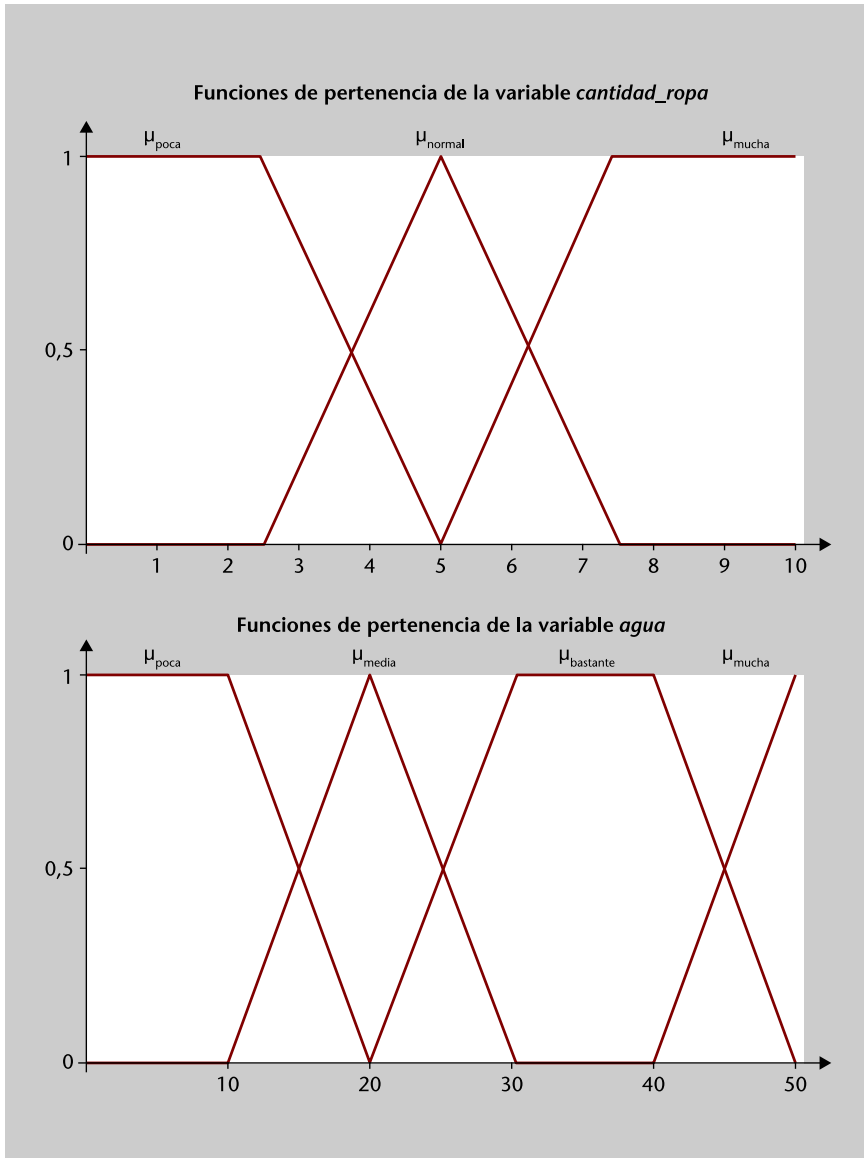 Funciones de pertenencia de la variable cantidad_ropa
μpoca μnormal μmucha
1
0,5
0
1 2 3 4 5 6 7 8 9 10
Funciones de pertenencia de la variable agua
μpoca μmedia μbastante μmucha
1
0,5
0
10 20 30 40 50